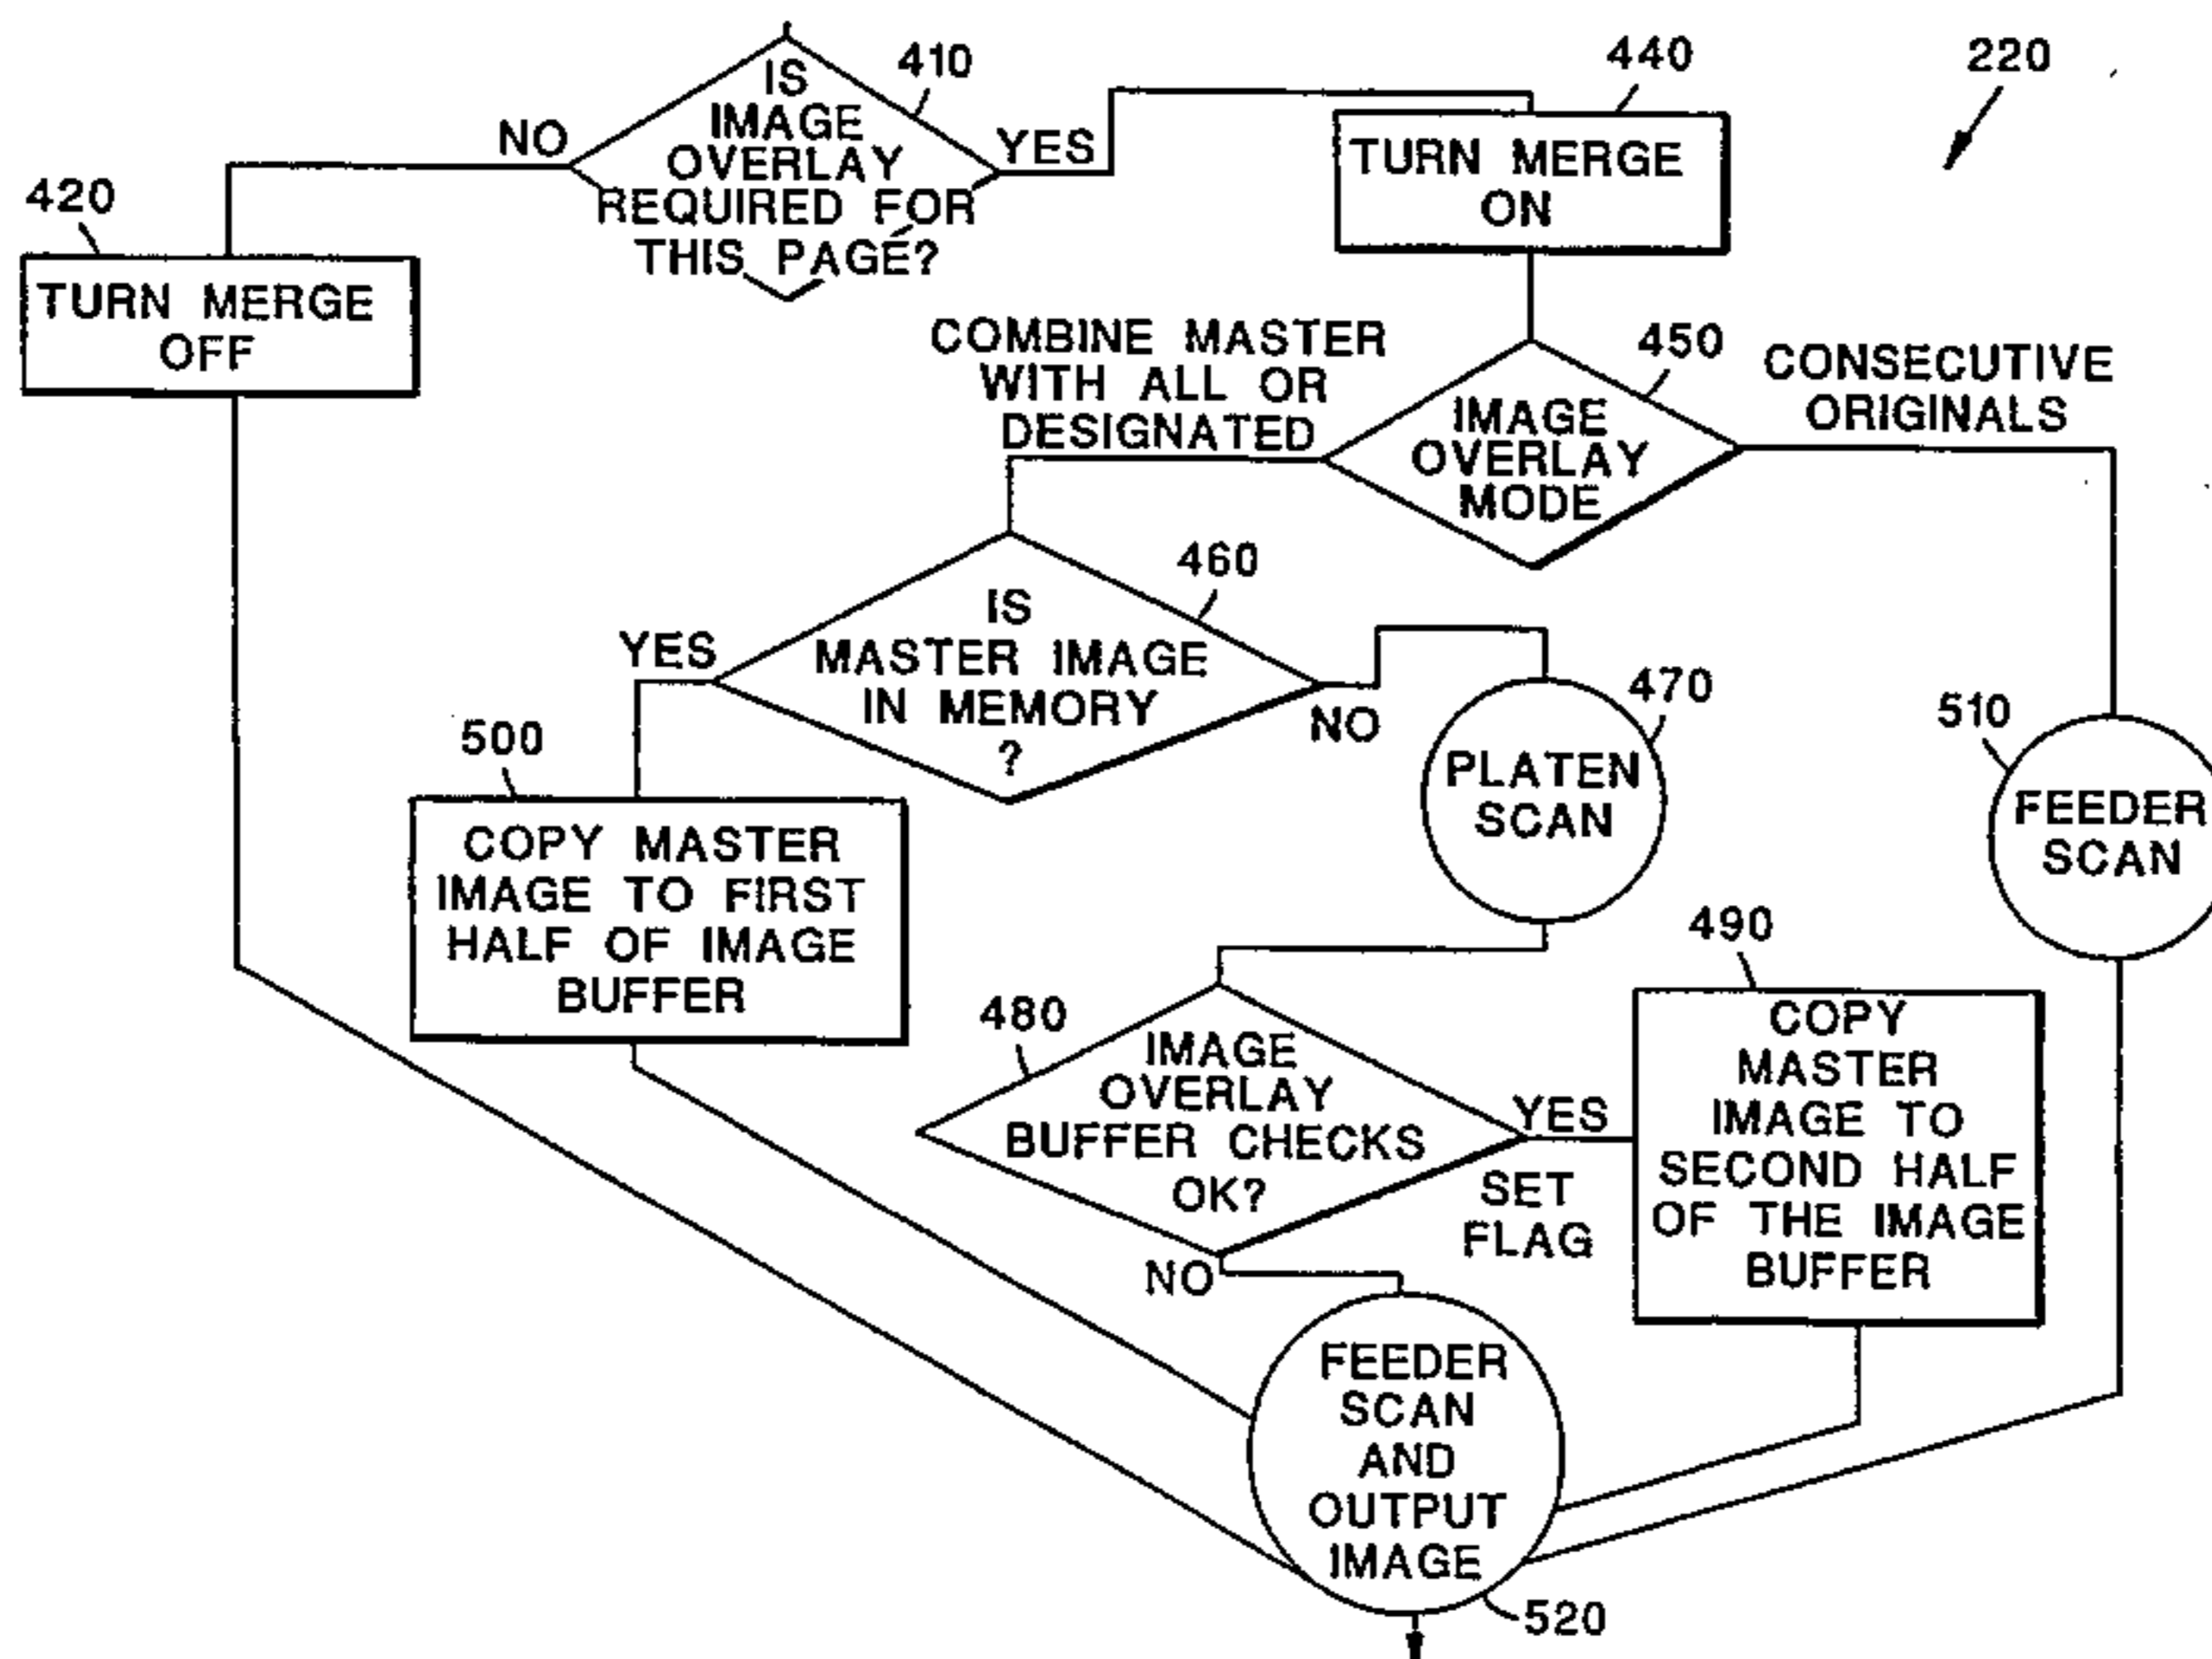 IS
IMAGE
OVERLAY
REQUIRED FOR
THIS PAGE?
410
NO
YES
440
220
TURN MERGE
ON
420
TURN MERGE
OFF
COMBINE MASTER
WITH ALL OR
DESIGNATED
450
IMAGE
OVERLAY
MODE
CONSECUTIVE
ORIGINALS
460
IS
MASTER IMAGE
IN MEMORY
?
YES
NO
470
PLATEN
SCAN
510
FEEDER
SCAN
500
COPY MASTER
IMAGE TO FIRST
HALF OF IMAGE
BUFFER
480
IMAGE
OVERLAY
BUFFER CHECKS
OK?
YES
SET
FLAG
NO
490
COPY
MASTER
IMAGE TO
SECOND HALF
OF THE IMAGE
BUFFER
FEEDER
SCAN
AND
OUTPUT
IMAGE
520